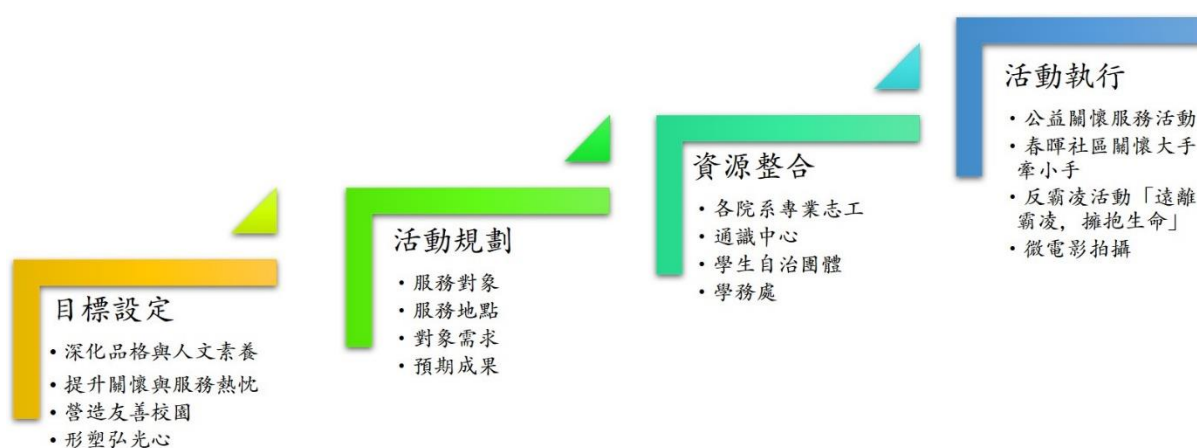 目標設定
•深化品格與人文素養
•提升關懷與服務熱忱
•營造友善校園
•形塑弘光心
活動規劃
•服務對象
•服務地點
•對象需求
•預期成果
資源整合
•各院系專業志工
•通識中心
•學生自治團體
•學務處
活動執行
•公益關懷服務活動
•春暉社區關懷大手
牽小手
•反霸凌活動「遠離
霸凌，擁抱生命」
•微電影拍攝